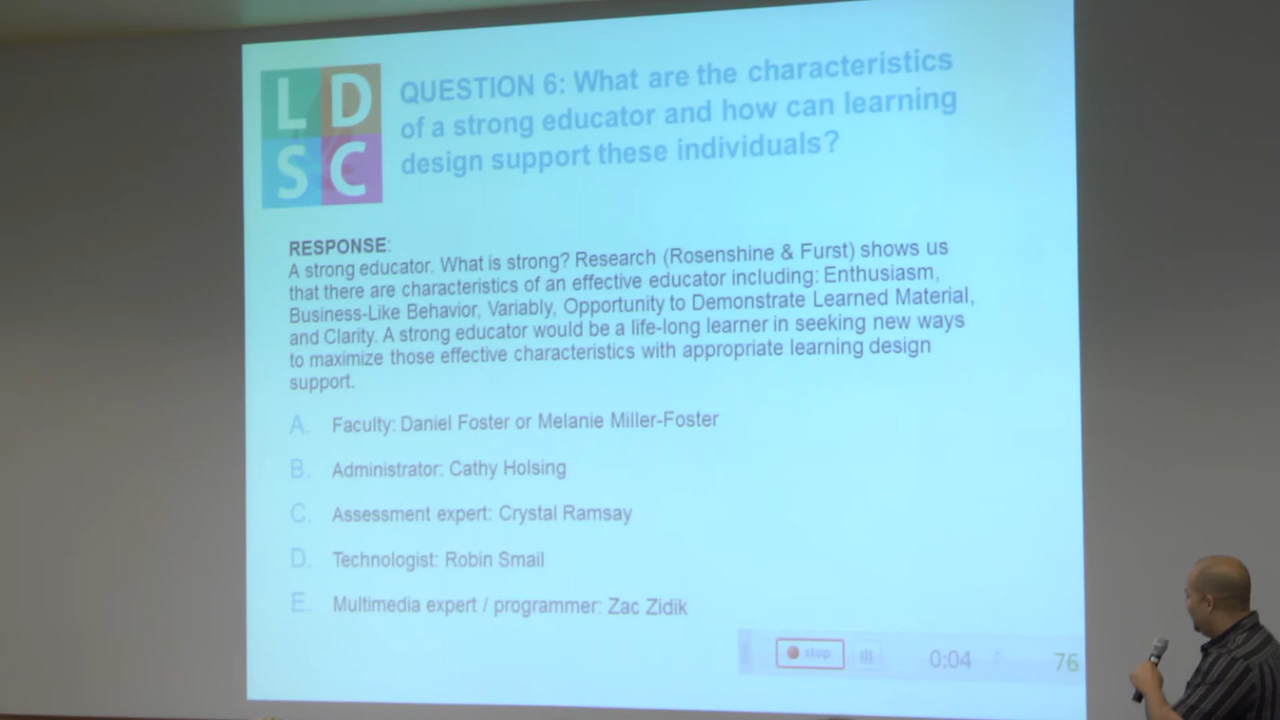 L D
S C
QUESTION 6: What are the characteristics
of a strong educator and how can learning
design support these individuals?
RESPONSE:
A strong educator. What is strong? Research (Rosenshine & Furst) shows us
that there are characteristics of an effective educator including: Enthusiasm,
Business-Like Behavior, Variably, Opportunity to Demonstrate Learned Material,
and Clarity. A strong educator would be a life-long learner in seeking new ways
to maximize those effective characteristics with appropriate learning design
support.
A. Faculty: Daniel Foster or Melanie Miller-Foster
B. Administrator: Cathy Holsing
C. Assessment expert: Crystal Ramsay
D. Technologist: Robin Smail
E. Multimedia expert / programmer: Zac Zidik
stop 0:04 76